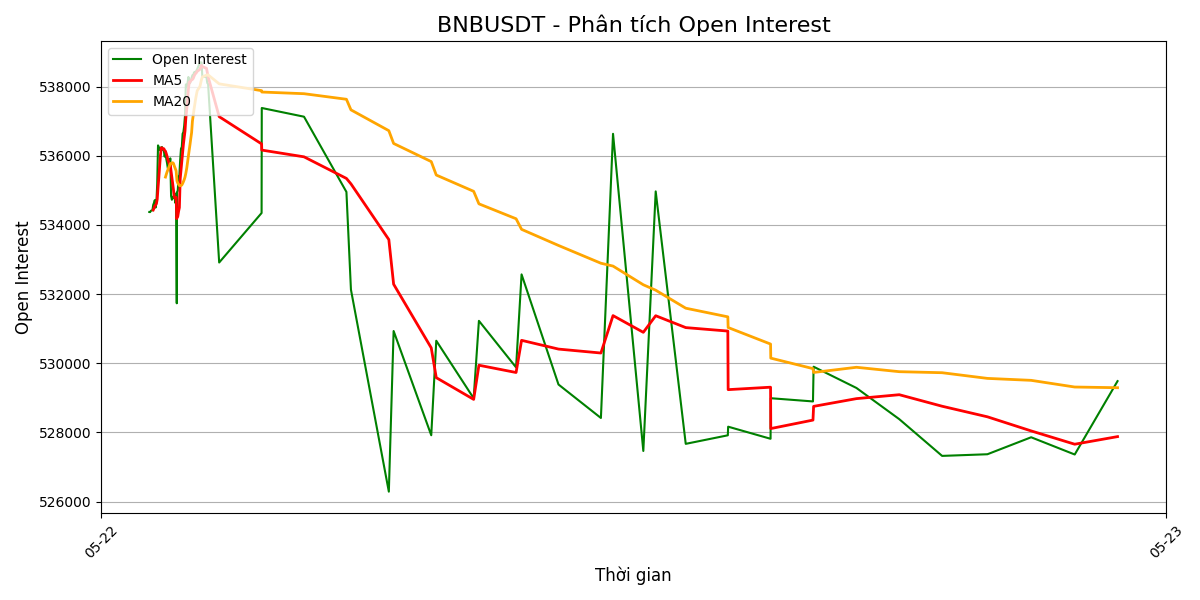 BNBUSDT - Phân tích Open Interest
Open Interest
MA5
MA20
538000
536000
534000
532000
530000
528000
526000
Open Interest
05-22
05-23
Thời gian